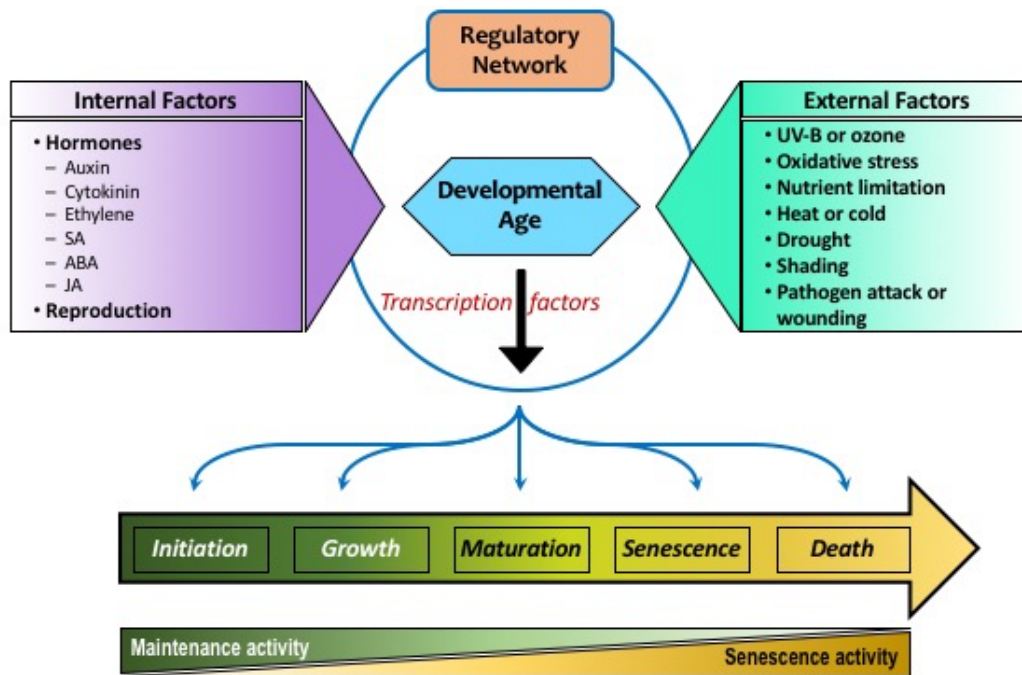 Regulatory
Network
Internal Factors
• Hormones
– Auxin
– Cytokinin
– Ethylene
– SA
– ABA
– JA
• Reproduction
Developmental
Age
External Factors
• UV-B or ozone
• Oxidative stress
• Nutrient limitation
• Heat or cold
• Drought
• Shading
• Pathogen attack or
wounding
Transcription factors
Initiation
Growth
Maturation
Senescence
Death
Maintenance activity
Senescence activity